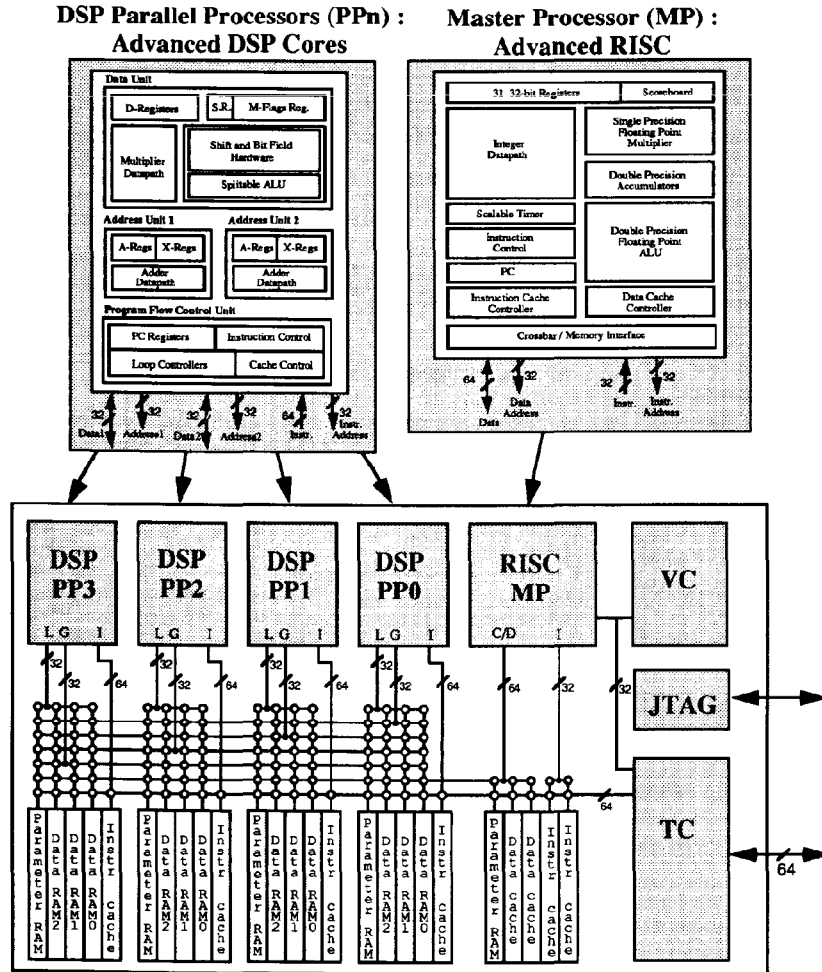 DSP Parallel Processors (PPn) :
Advanced DSP Cores
Master Processor (MP) :
Advanced RISC
Data Unit
D-Registers
S.R.
M-Flags Reg.
Multiplier
Datapath
Shift and Bit Field
Hardware
Splittable ALU
Address Unit 1
Address Unit 2
A-Regs
X-Regs
A-Regs
X-Regs
Adder
Datapath
Adder
Datapath
Program Flow Control Unit
PC Registers
Instruction Control
Loop Controllers
Cache Control
32
32
32
32
64
32
Data1
Address1
Data2
Address2
Instr.
Instr.
Address
31 32-bit Registers
Scoreboard
Integer
Datapath
Single Precision
Floating Point
Multiplier
Double Precision
Accumulators
Scalable Timer
Instruction
Control
PC
Double Precision
Floating Point
ALU
Instruction Cache
Controller
Data Cache
Controller
Crossbar / Memory Interface
64
32
32
32
Data
Data
Address
Instr.
Instr.
Address
DSP
PP3
L G I
DSP
PP2
L G I
DSP
PP1
L G I
DSP
PP0
L G I
RISC
MP
C/D I
VC
JTAG
TC
32
32
64
32
32
64
32
32
64
32
32
64
64
32
32
64
64
Parameter RAM
Data RAM2
Data RAM1
Data RAM0
Instr Cache
Parameter RAM
Data RAM2
Data RAM1
Data RAM0
Instr Cache
Parameter RAM
Data RAM2
Data RAM1
Data RAM0
Instr Cache
Parameter RAM
Data RAM2
Data RAM1
Data RAM0
Instr Cache
Parameter RAM
Data Cache
Data Cache
Instr Cache
Instr Cache